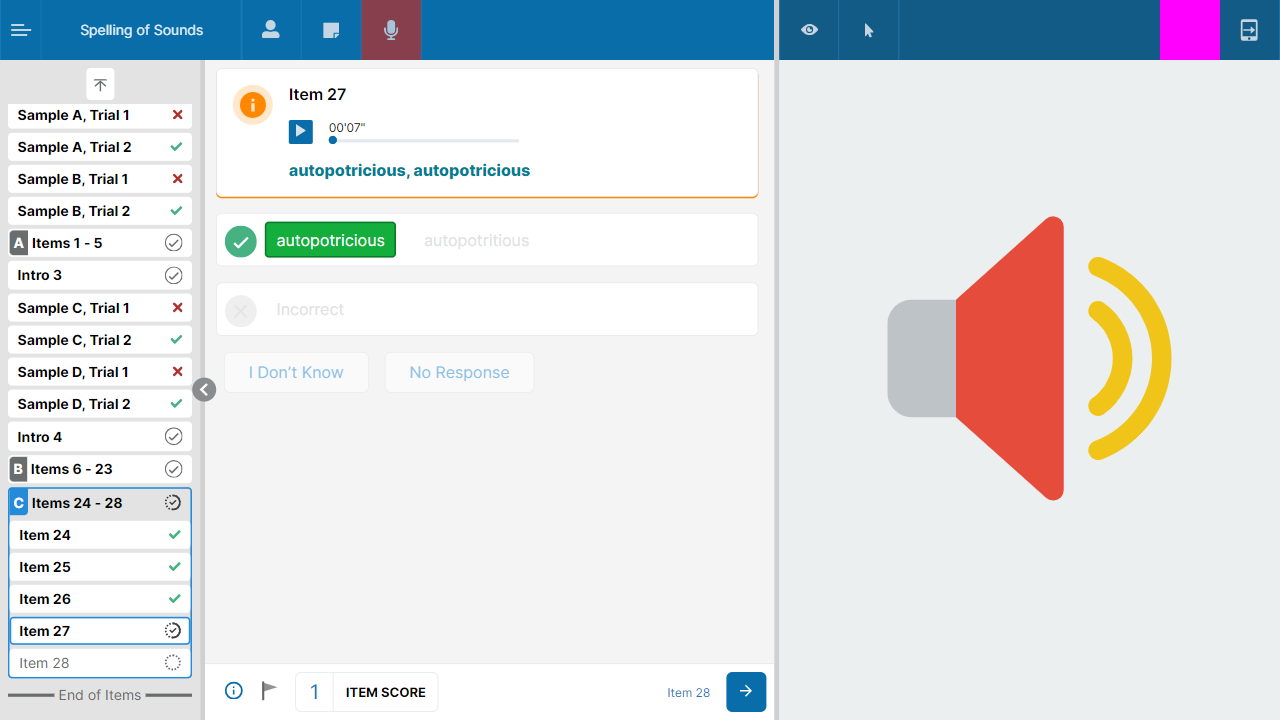 Spelling of Sounds
Sample A, Trial 1
Sample A, Trial 2
Sample B, Trial 1
Sample B, Trial 2
A Items 1 - 5
Intro 3
Sample C, Trial 1
Sample C, Trial 2
Sample D, Trial 1
Sample D, Trial 2
Intro 4
B Items 6 - 23
C Items 24 - 28
Item 24
Item 25
Item 26
Item 27
Item 28
End of Items
Item 27
00'07"
autopotricious, autopotricious
autopotricious autopotritious
Incorrect
I Don’t Know No Response
1 ITEM SCORE Item 28